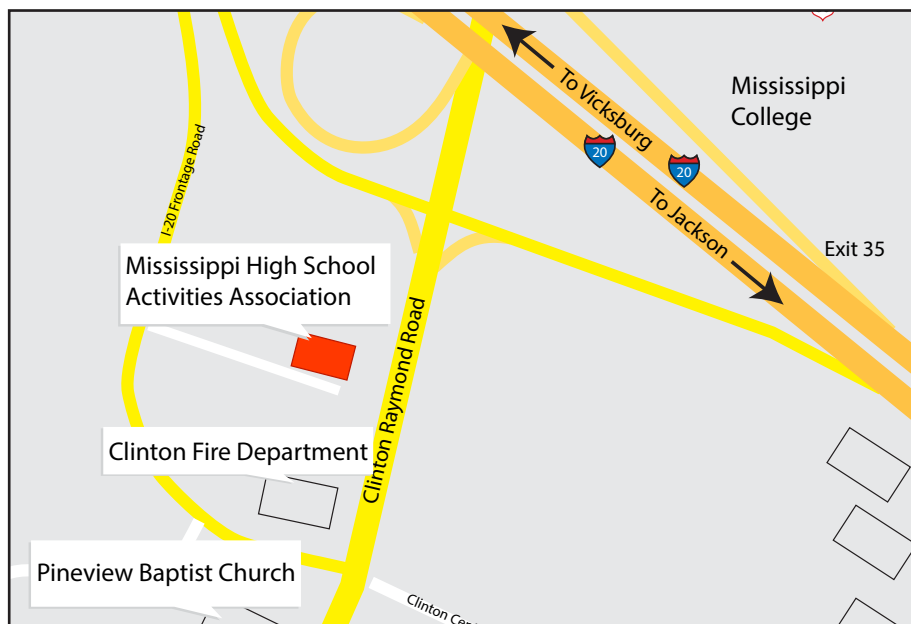 To Vicksburg
Mississippi
College
20
20
To Jackson
I-20 Frontage Road
Exit 35
Mississippi High School
Activities Association
Clinton Raymond Road
Clinton Fire Department
Pineview Baptist Church
Clinton